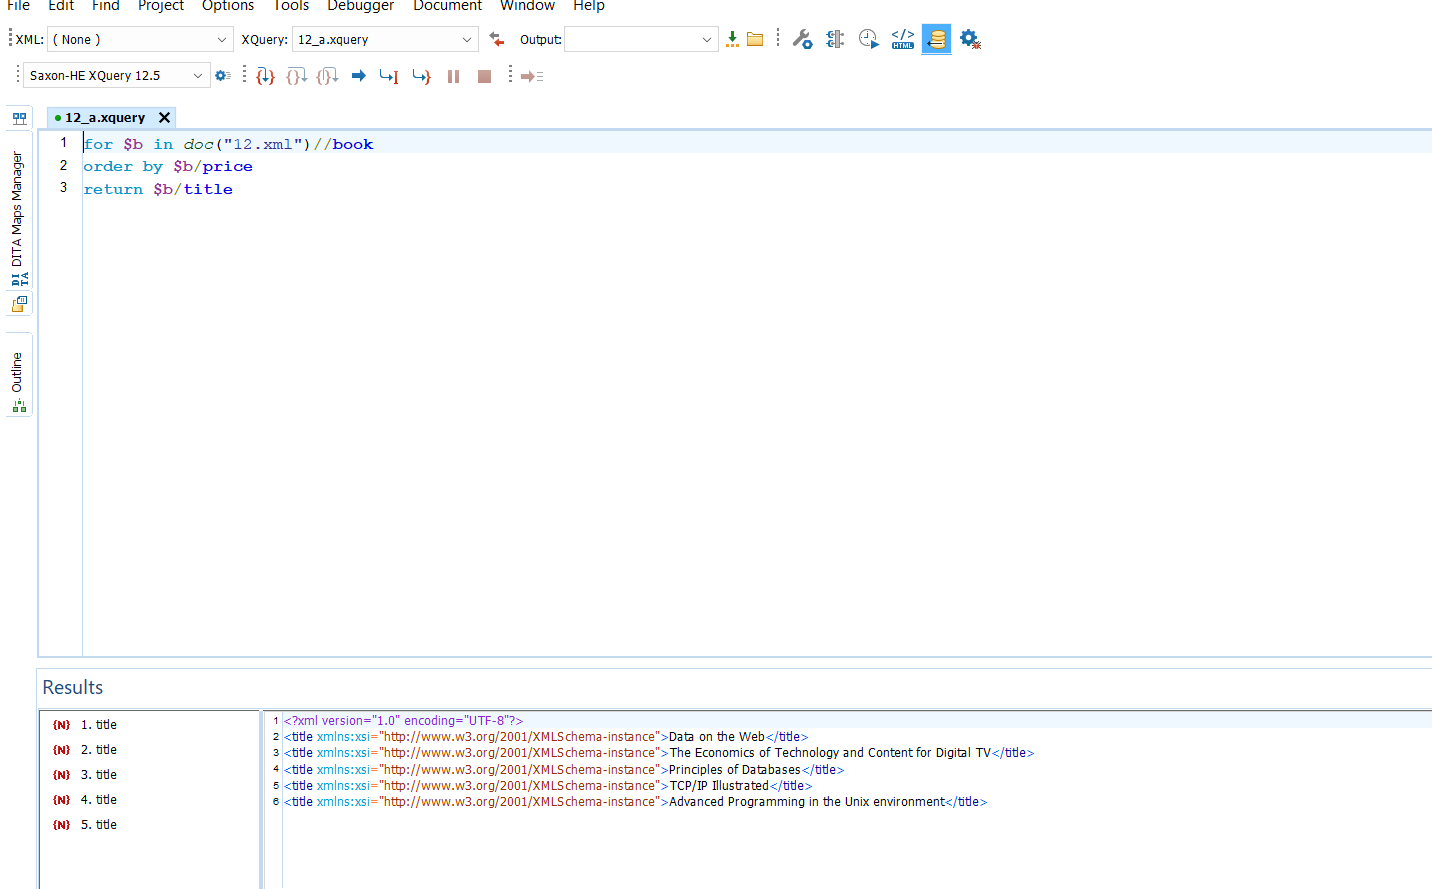 File Edit Find Project Options Tools Debugger Document Window Help
XML: ( None ) XQuery: 12_a.xquery Output: </> HTML
Saxon-HE XQuery 12.5
12_a.xquery
DITA Maps Manager
DITA
Outline
1 for $b in doc("12.xml")//book
2 order by $b/price
3 return $b/title
Results
{N} 1. title
{N} 2. title
{N} 3. title
{N} 4. title
{N} 5. title
1 <?xml version="1.0" encoding="UTF-8"?>
2 <title xmlns:xsi="http://www.w3.org/2001/XMLSchema-instance">Data on the Web</title>
3 <title xmlns:xsi="http://www.w3.org/2001/XMLSchema-instance">The Economics of Technology and Content for Digital TV</title>
4 <title xmlns:xsi="http://www.w3.org/2001/XMLSchema-instance">Principles of Databases</title>
5 <title xmlns:xsi="http://www.w3.org/2001/XMLSchema-instance">TCP/IP Illustrated</title>
6 <title xmlns:xsi="http://www.w3.org/2001/XMLSchema-instance">Advanced Programming in the Unix environment</title>